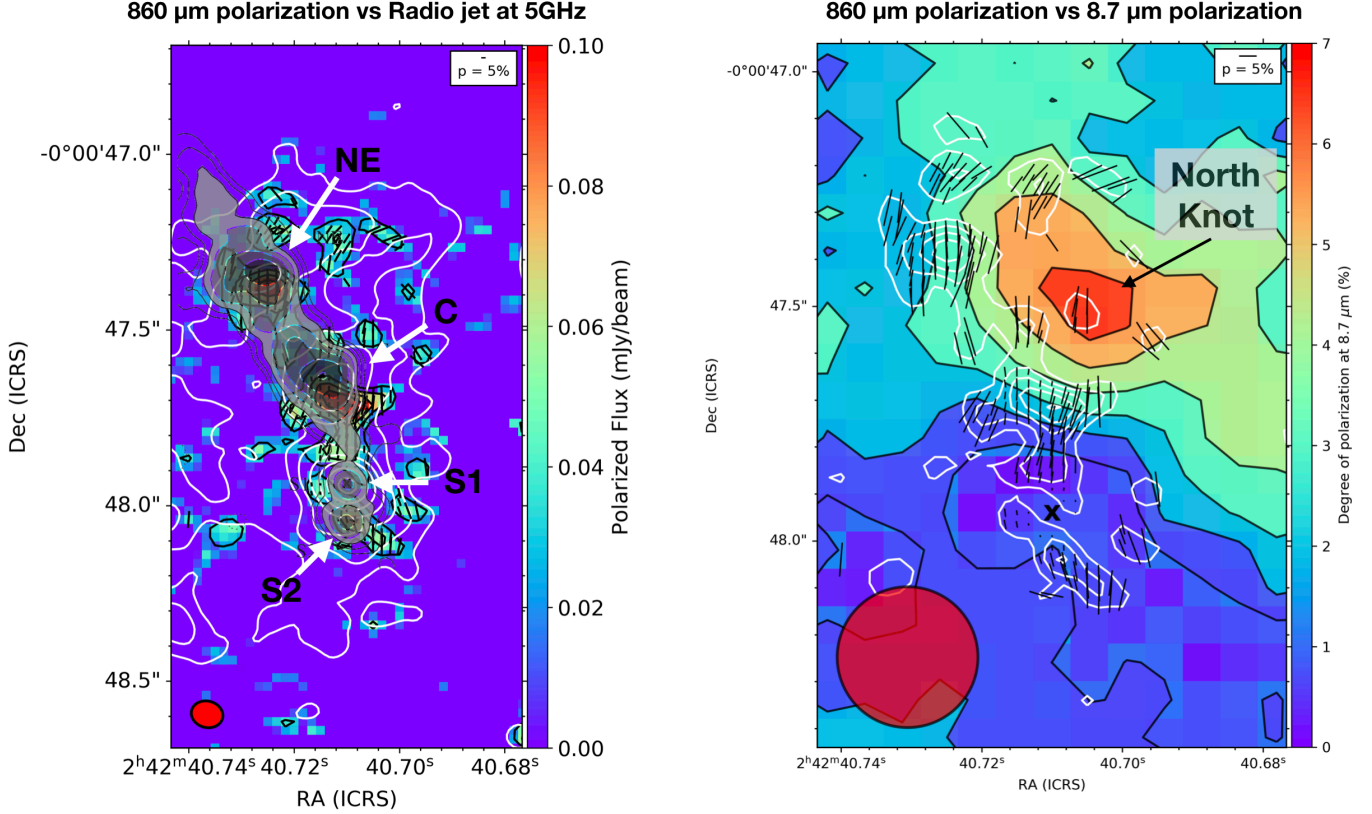 860 µm polarization vs Radio jet at 5GHz
p = 5%
NE
C
S1
S2
-0°00'47.0"
47.5"
48.0"
48.5"
Dec (ICRS)
2ʰ42ᵐ40.74ˢ 40.72ˢ 40.70ˢ 40.68ˢ
RA (ICRS)
0.10
0.08
0.06
0.04
0.02
0.00
Polarized Flux (mJy/beam)
860 µm polarization vs 8.7 µm polarization
p = 5%
North
Knot
x
-0°00'47.0"
47.5"
48.0"
Dec (ICRS)
2ʰ42ᵐ40.74ˢ 40.72ˢ 40.70ˢ 40.68ˢ
RA (ICRS)
7
6
5
4
3
2
1
0
Degree of polarization at 8.7 µm (%)